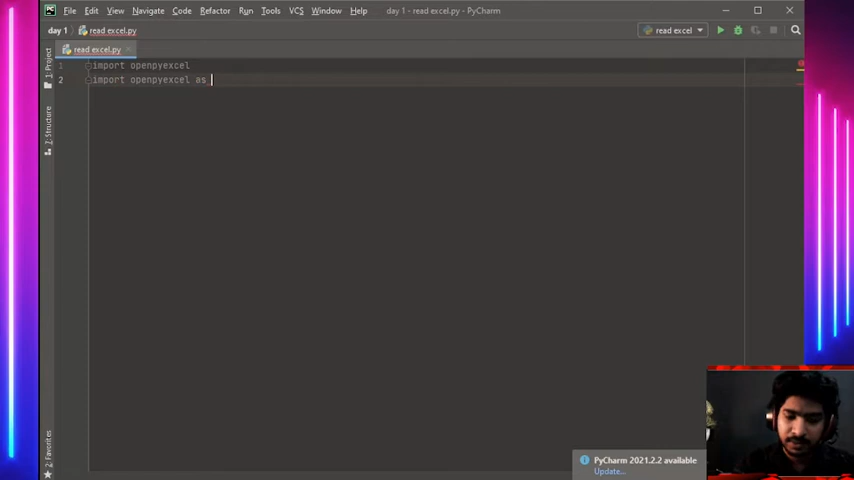 PC File Edit View Navigate Code Refactor Run Tools VCS Window Help day 1 - read excel.py - PyCharm
day 1 read excel.py read excel
read excel.py
1 import openpyexcel
2 import openpyexcel as
1: Project
7: Structure
2: Favorites
PyCharm 2021.2.2 available
Update...